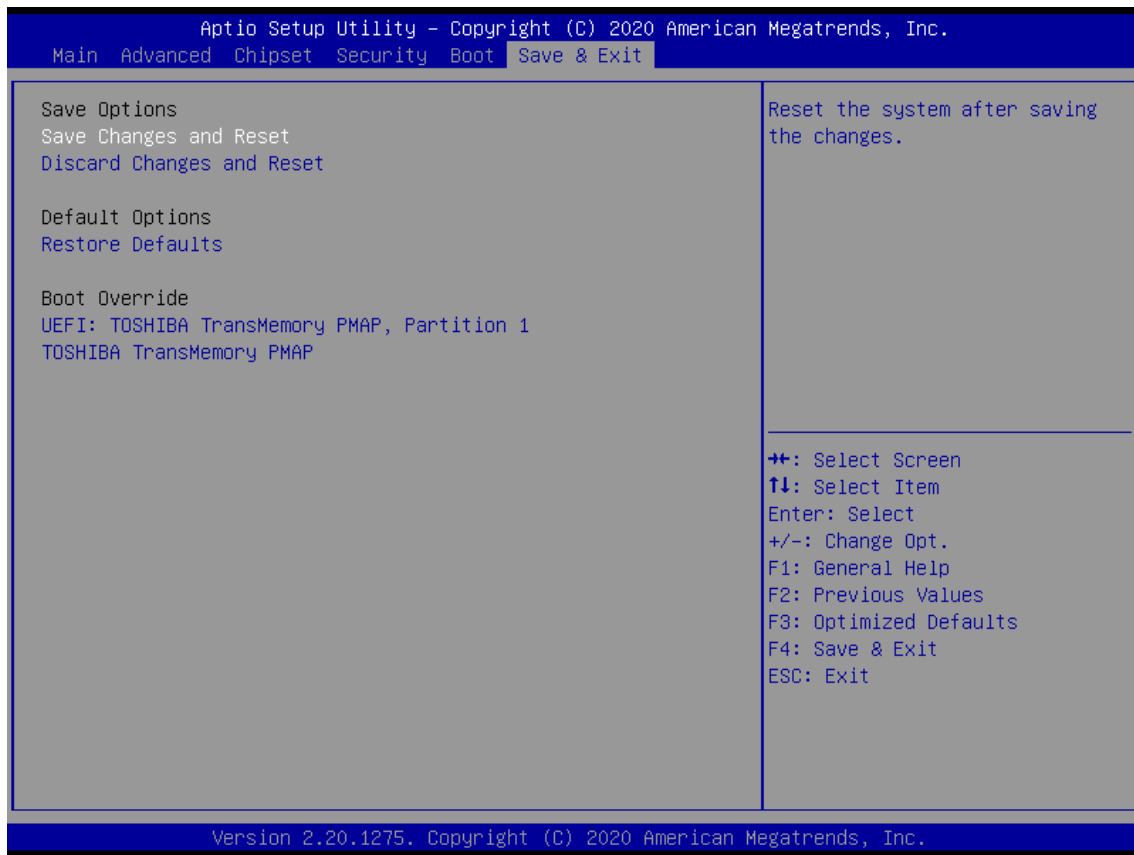 Aptio Setup Utility – Copyright (C) 2020 American Megatrends, Inc.
Main Advanced Chipset Security Boot Save & Exit
Save Options
Save Changes and Reset
Discard Changes and Reset
Default Options
Restore Defaults
Boot Override
UEFI: TOSHIBA TransMemory PMAP, Partition 1
TOSHIBA TransMemory PMAP
Reset the system after saving
the changes.
→←: Select Screen
↑↓: Select Item
Enter: Select
+/-: Change Opt.
F1: General Help
F2: Previous Values
F3: Optimized Defaults
F4: Save & Exit
ESC: Exit
Version 2.20.1275. Copyright (C) 2020 American Megatrends, Inc.